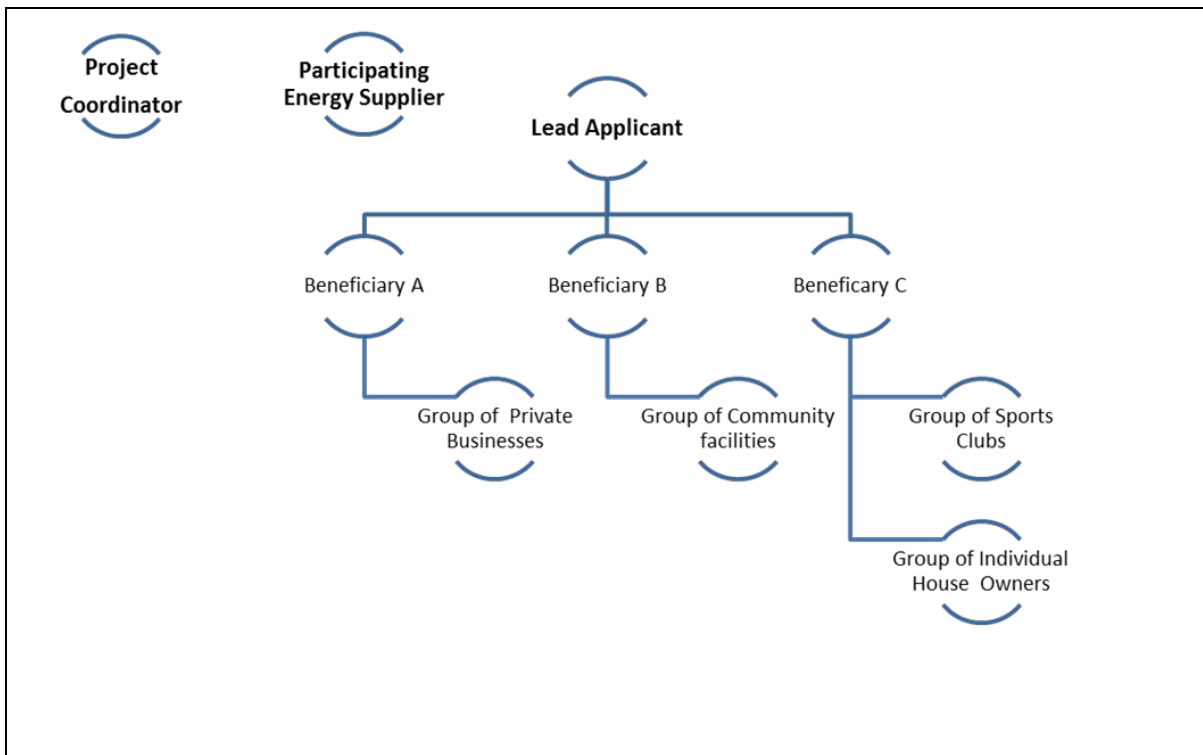 Project
Coordinator
Participating
Energy Supplier
Lead Applicant
Beneficiary A
Beneficiary B
Beneficary C
Group of Private
Businesses
Group of Community
facilities
Group of Sports
Clubs
Group of Individual
House Owners